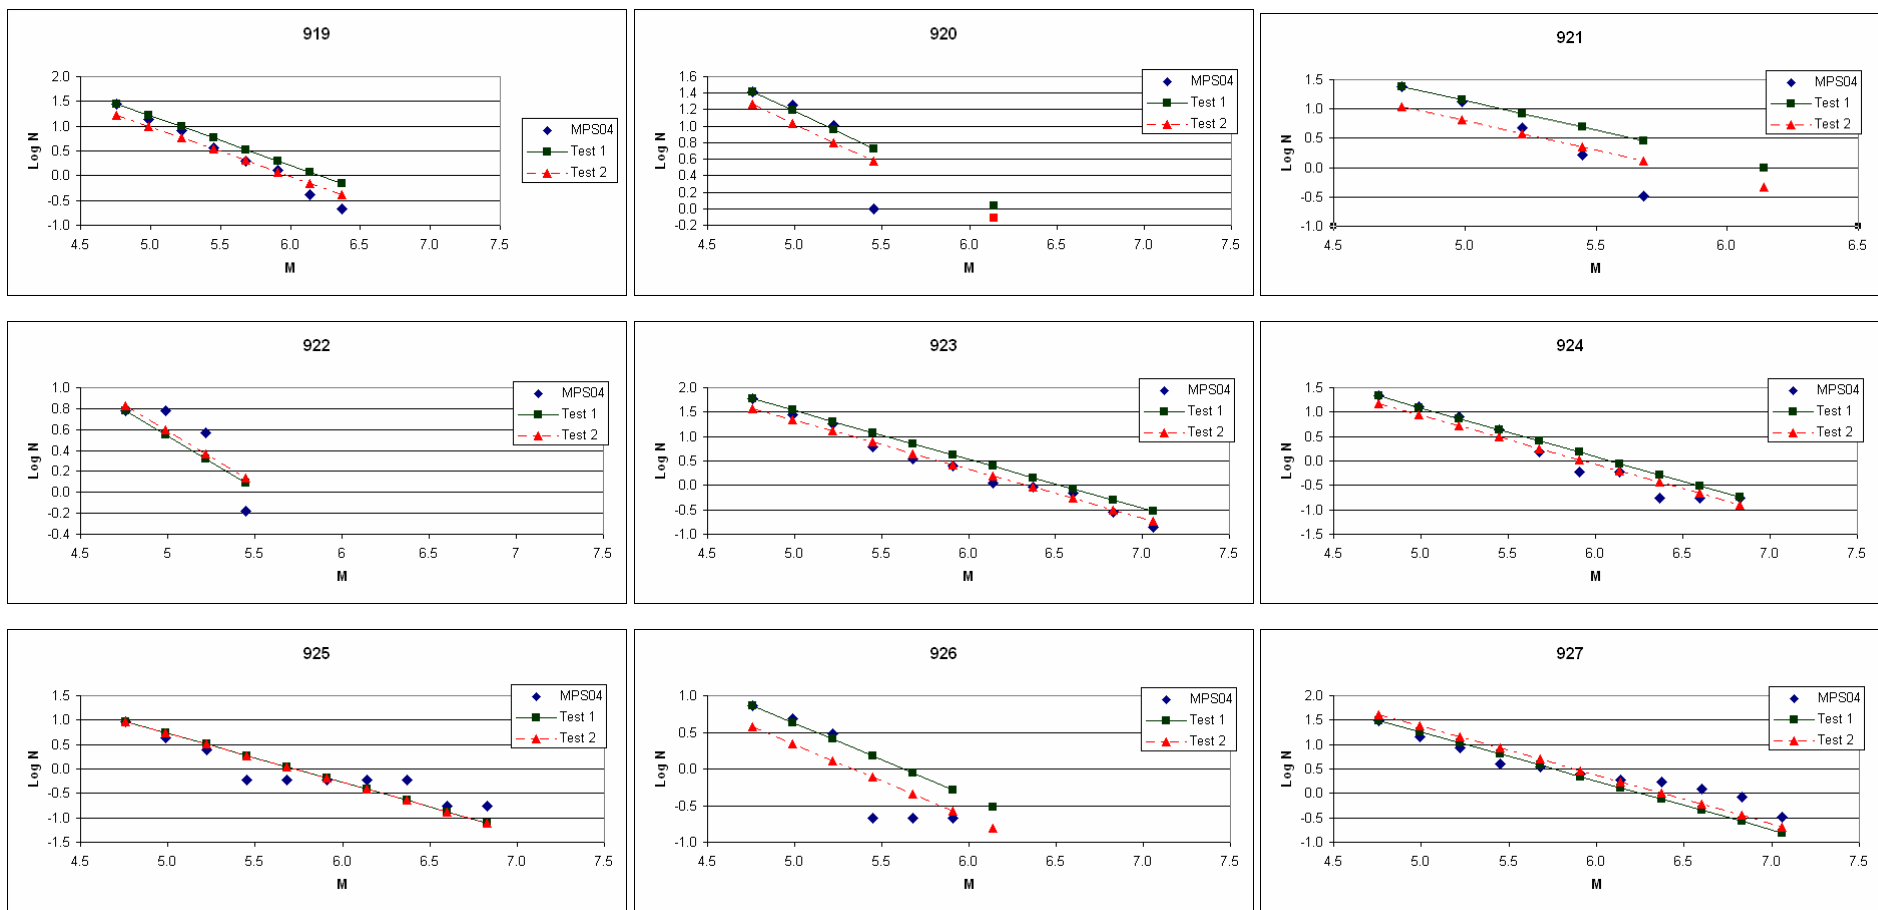 919
2.0
1.5
1.0
0.5
0.0
-0.5
-1.0
Log N
4.5 5.0 5.5 6.0 6.5 7.0 7.5
M
MPS04
Test 1
Test 2
920
1.6
1.4
1.2
1.0
0.8
0.6
0.4
0.2
0.0
-0.2
Log N
4.5 5.0 5.5 6.0 6.5 7.0 7.5
M
MPS04
Test 1
Test 2
921
1.5
1.0
0.5
0.0
-0.5
-1.0
Log N
4.5 5.0 5.5 6.0 6.5
M
MPS04
Test 1
Test 2
922
1.0
0.8
0.6
0.4
0.2
0.0
-0.2
-0.4
Log N
4.5 5 5.5 6 6.5 7 7.5
M
MPS04
Test 1
Test 2
923
2.0
1.5
1.0
0.5
0.0
-0.5
-1.0
Log N
4.5 5.0 5.5 6.0 6.5 7.0 7.5
M
MPS04
Test 1
Test 2
924
1.5
1.0
0.5
0.0
-0.5
-1.0
-1.5
Log N
4.5 5.0 5.5 6.0 6.5 7.0 7.5
M
MPS04
Test 1
Test 2
925
1.5
1.0
0.5
0.0
-0.5
-1.0
-1.5
Log N
4.5 5.0 5.5 6.0 6.5 7.0 7.5
M
MPS04
Test 1
Test 2
926
1.0
0.5
0.0
-0.5
-1.0
Log N
4.5 5.0 5.5 6.0 6.5 7.0 7.5
M
MPS04
Test 1
Test 2
927
2.0
1.5
1.0
0.5
0.0
-0.5
-1.0
Log N
4.5 5.0 5.5 6.0 6.5 7.0 7.5
M
MPS04
Test 1
Test 2